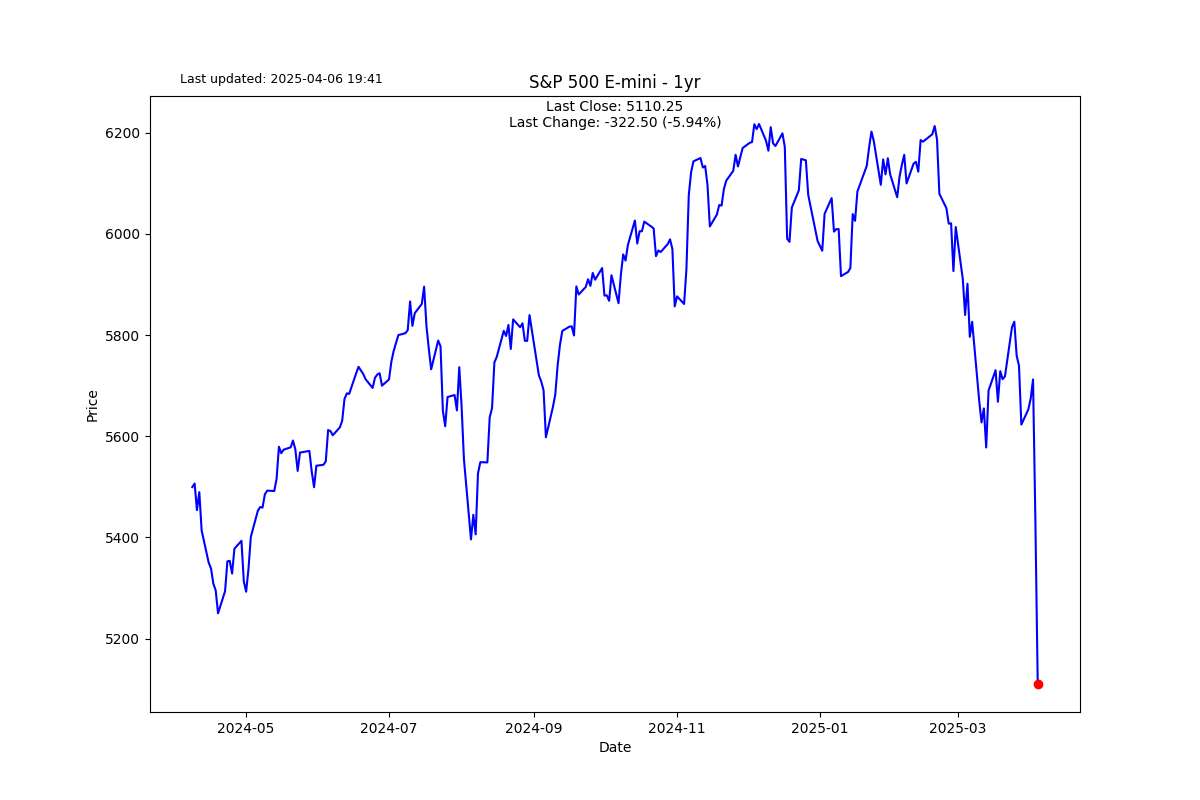 Last updated: 2025-04-06 19:41
S&P 500 E-mini - 1yr
Last Close: 5110.25
Last Change: -322.50 (-5.94%)
6200
6000
5800
5600
5400
5200
Price
2024-05
2024-07
2024-09
2024-11
2025-01
2025-03
Date